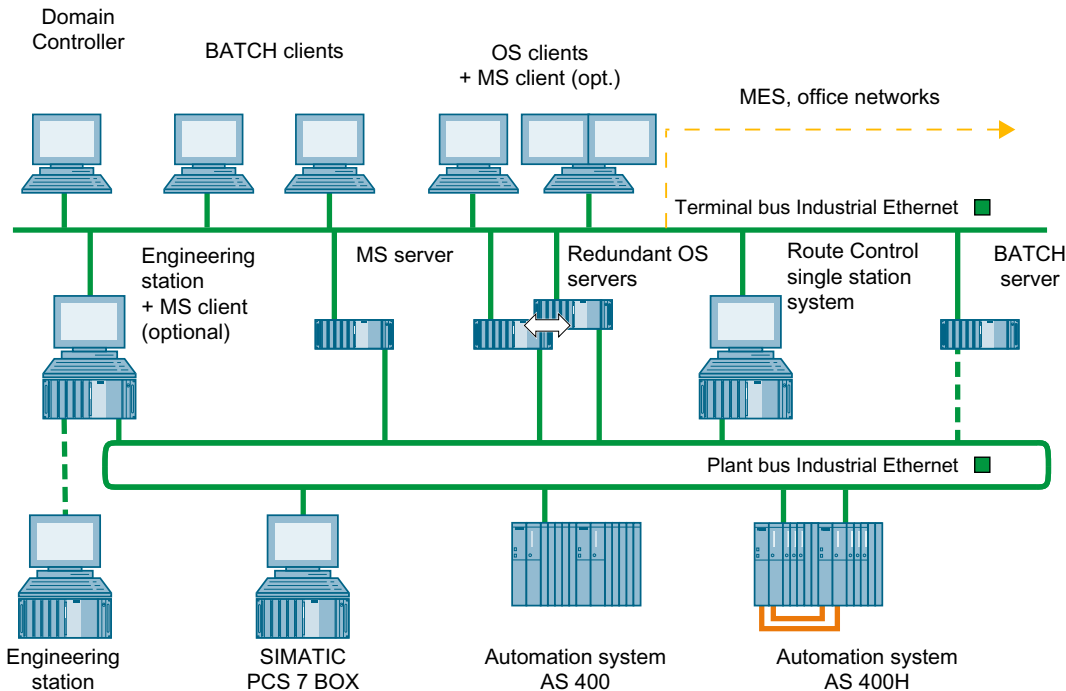 Domain
Controller
BATCH clients
OS clients
+ MS client (opt.)
MES, office networks
Terminal bus Industrial Ethernet
Engineering
station
+ MS client
(optional)
MS server
Redundant OS
servers
Route Control
single station
system
BATCH
server
Plant bus Industrial Ethernet
Engineering
station
SIMATIC
PCS 7 BOX
Automation system
AS 400
Automation system
AS 400H